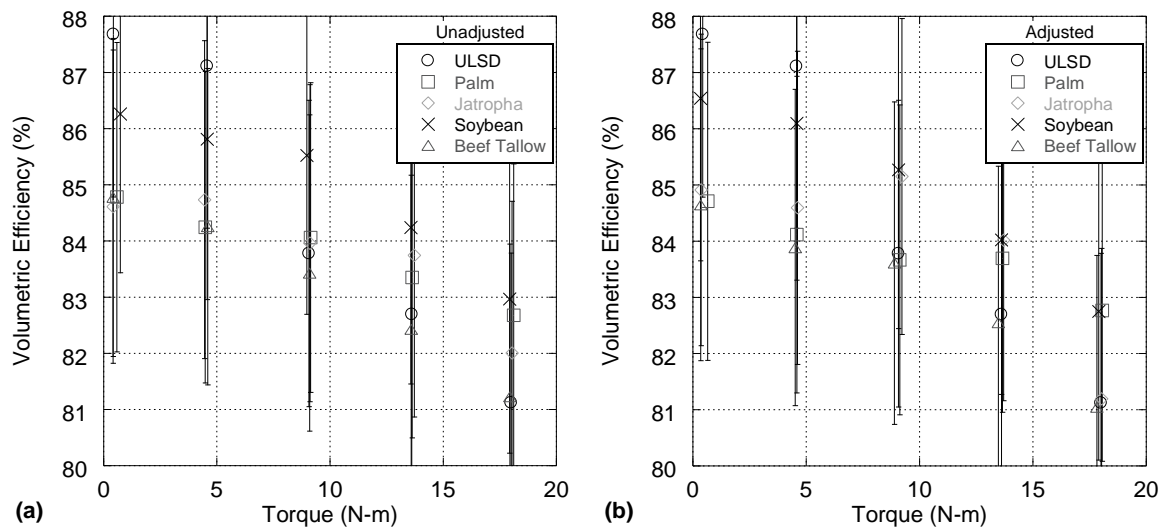 Unadjusted
ULSD
Palm
Jatropha
Soybean
Beef Tallow
Volumetric Efficiency (%)
88
87
86
85
84
83
82
81
80
0 5 10 15 20
Torque (N-m)
(a)
Adjusted
ULSD
Palm
Jatropha
Soybean
Beef Tallow
Volumetric Efficiency (%)
88
87
86
85
84
83
82
81
80
0 5 10 15 20
Torque (N-m)
(b)